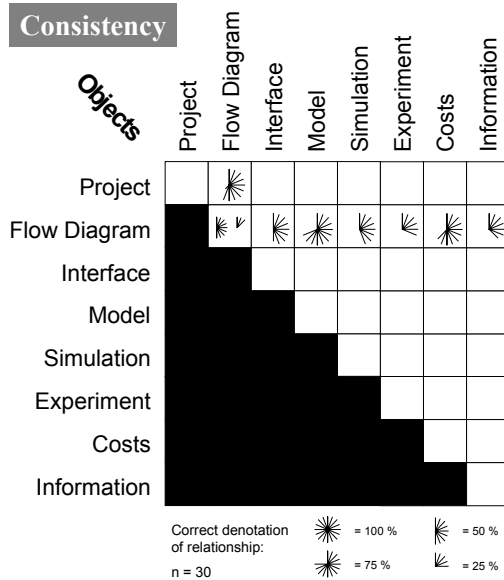 Consistency
Objects
Project
Flow Diagram
Interface
Model
Simulation
Experiment
Costs
Information
Project
Flow Diagram
Interface
Model
Simulation
Experiment
Costs
Information
Correct denotation
of relationship:
n = 30
= 100 %
= 50 %
= 75 %
= 25 %